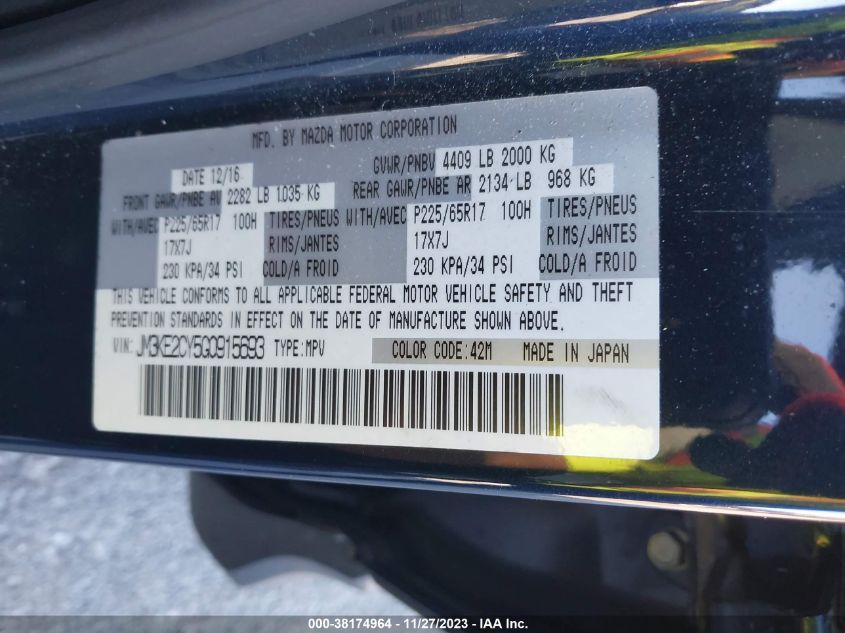 MFD. BY MAZDA MOTOR CORPORATION
DATE 12/16 GVWR/PNBV 4409 LB 2000 KG
FRONT GAWR/PNBE AV 2282 LB 1035 KG REAR GAWR/PNBE AR 2134 LB 968 KG
WITH/AVEC P225/65R17 100H TIRES/PNEUS WITH/AVEC P225/65R17 100H TIRES/PNEUS
17X7J RIMS/JANTES 17X7J RIMS/JANTES
230 KPA/34 PSI COLD/A FROID 230 KPA/34 PSI COLD/A FROID
THIS VEHICLE CONFORMS TO ALL APPLICABLE FEDERAL MOTOR VEHICLE SAFETY AND THEFT
PREVENTION STANDARDS IN EFFECT ON THE DATE OF MANUFACTURE SHOWN ABOVE.
VIN: JM3KE2CY5G0915693 TYPE:MPV COLOR CODE:42M MADE IN JAPAN
000-38174964 - 11/27/2023 - IAAI Inc.